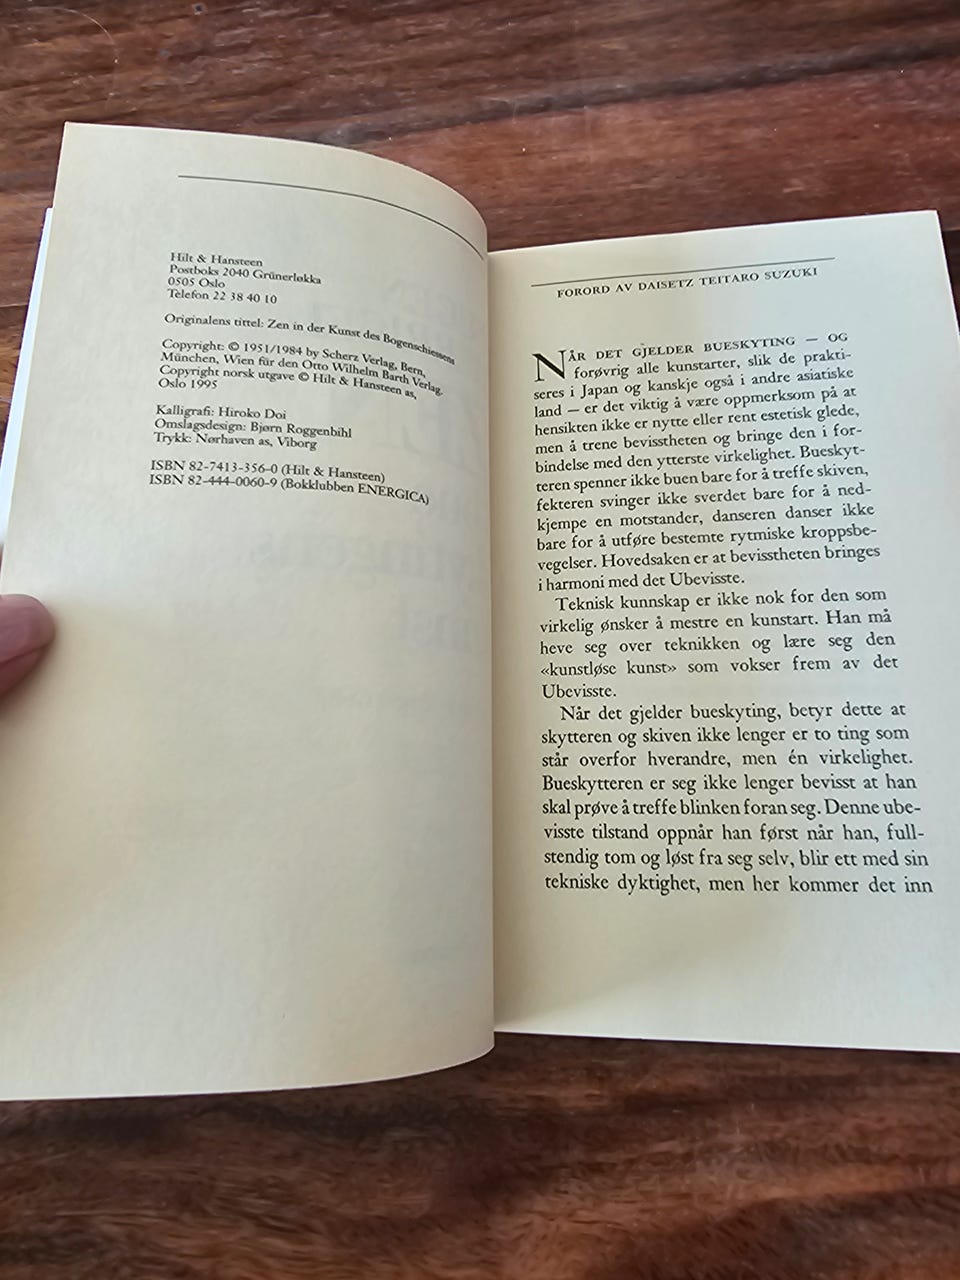 Hilt & Hansteen
Postboks 2040 Grünerløkka
0505 Oslo
Telefon 22 38 40 10
Originalens tittel: Zen in der Kunst des Bogenschiessens
Copyright: © 1951/1984 by Scherz Verlag, Bern,
München, Wien für den Otto Wilhelm Barth Verlag.
Copyright norsk utgave © Hilt & Hansteen as,
Oslo 1995
Kalligrafi: Hiroko Doi
Omslagsdesign: Bjørn Roggenbihl
Trykk: Nørhaven as, Viborg
ISBN 82-7413-356-0 (Hilt & Hansteen)
ISBN 82-444-0060-9 (Bokklubben ENERGICA)
FORORD AV DAISETZ TEITARO SUZUKI
NÅR DET GJELDER BUESKYTING — OG
forøvrig alle kunstarter, slik de prakti-
seres i Japan og kanskje også i andre asiatiske
land — er det viktig å være oppmerksom på at
hensikten ikke er nytte eller rent estetisk glede,
men å trene bevisstheten og bringe den i for-
bindelse med den ytterste virkelighet. Bueskyt-
teren spenner ikke buen bare for å treffe skiven,
fekteren svinger ikke sverdet bare for å ned-
kjempe en motstander, danseren danser ikke
bare for å utføre bestemte rytmiske kroppsbe-
vegelser. Hovedsaken er at bevisstheten bringes
i harmoni med det Ubevisste.
Teknisk kunnskap er ikke nok for den som
virkelig ønsker å mestre en kunstart. Han må
heve seg over teknikken og lære seg den
«kunstløse kunst» som vokser frem av det
Ubevisste.
Når det gjelder bueskyting, betyr dette at
skytteren og skiven ikke lenger er to ting som
står overfor hverandre, men én virkelighet.
Bueskytteren er seg ikke lenger bevisst at han
skal prøve å treffe blinken foran seg. Denne ube-
visste tilstand oppnår han først når han, full-
stendig tom og løst fra seg selv, blir ett med sin
tekniske dyktighet, men her kommer det inn